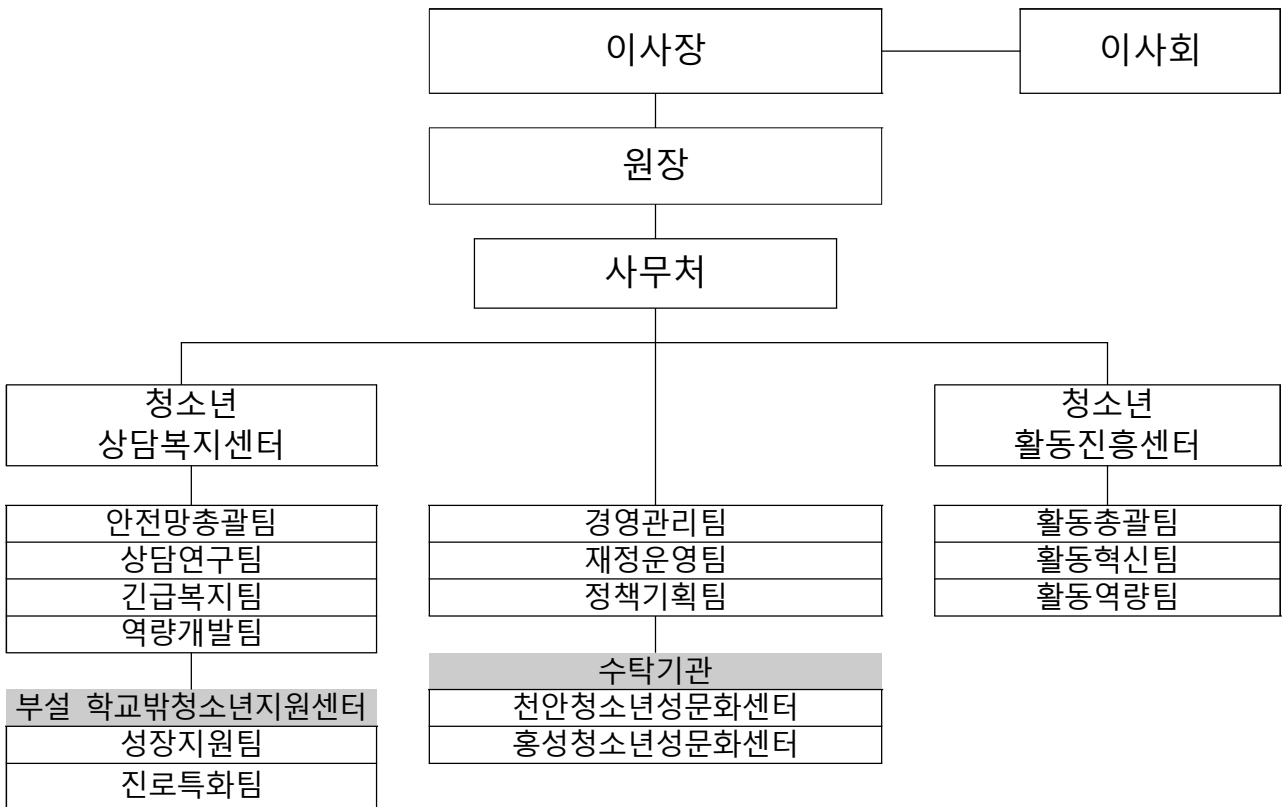 이사장
이사회
원장
사무처
청소년
상담복지센터
청소년
활동진흥센터
안전망총괄팀
상담연구팀
긴급복지팀
역량개발팀
부설 학교밖청소년지원센터
성장지원팀
진로특화팀
경영관리팀
재정운영팀
정책기획팀
수탁기관
천안청소년성문화센터
홍성청소년성문화센터
활동총괄팀
활동혁신팀
활동역량팀